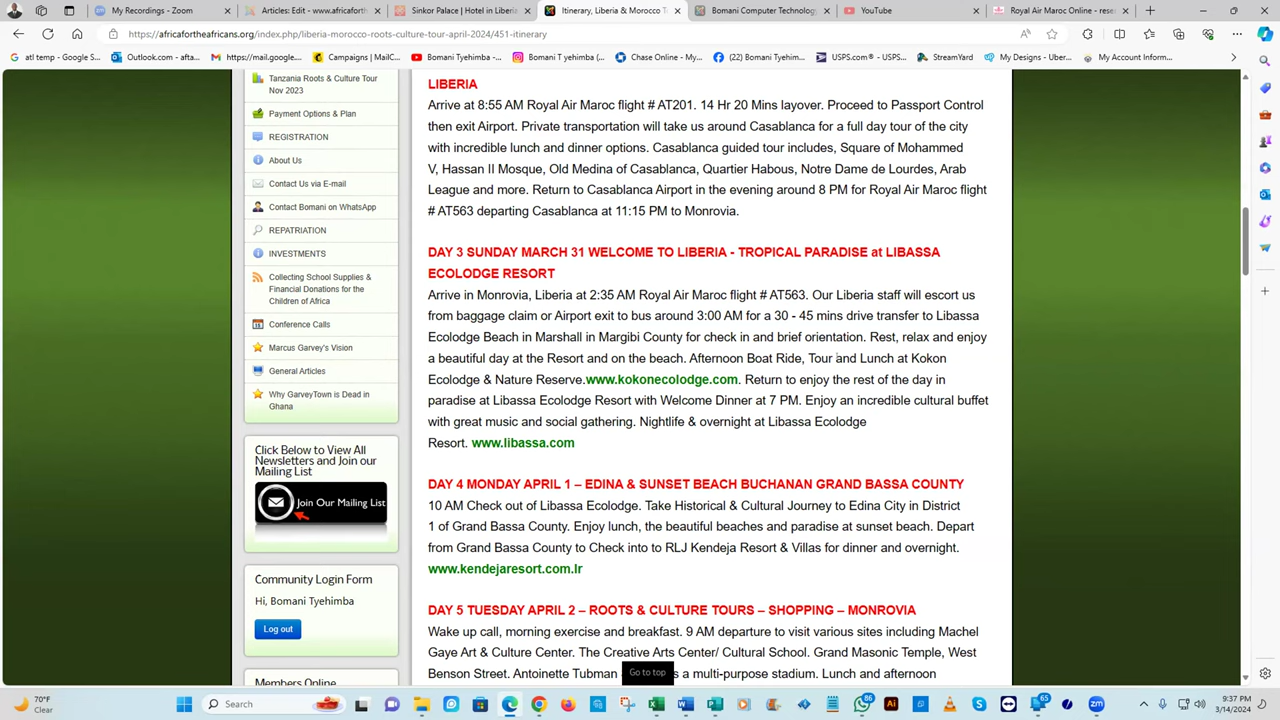 My Recordings - Zoom
Articles: Edit - www.africaforth
Sinkor Palace | Hotel in Liberia
Itinerary, Liberia & Morocco T
Bomani Computer Technology
YouTube
Royal Air Maroc Online - rese
https://africafortheafricans.org/index.php/liberia-morocco-roots-culture-tour-april-2024/451-itinerary
atl temp - Google S...
Outlook.com - aftect...
https://mail.google....
Campaigns | MailC...
Bomani Tyehimba -...
Bomani T yehimba (...
Chase Online - My...
(22) Bomani Tyehim...
USPS.com® - USPS...
StreamYard
My Designs - Uber...
My Account Inform...
Tanzania Roots & Culture Tour
Nov 2023
Payment Options & Plan
REGISTRATION
About Us
Contact Us via E-mail
Contact Bomani on WhatsApp
REPATRIATION
INVESTMENTS
Collecting School Supplies &
Financial Donations for the
Children of Africa
Conference Calls
Marcus Garvey's Vision
General Articles
Why GarveyTown is Dead in
Ghana
Click Below to View All
Newsletters and Join our
Mailing List
Join Our Mailing List
Community Login Form
Hi, Bomani Tyehimba
Log out
Members Online
LIBERIA
Arrive at 8:55 AM Royal Air Maroc flight # AT201. 14 Hr 20 Mins layover. Proceed to Passport Control
then exit Airport. Private transportation will take us around Casablanca for a full day tour of the city
with incredible lunch and dinner options. Casablanca guided tour includes, Square of Mohammed
V, Hassan II Mosque, Old Medina of Casablanca, Quartier Habous, Notre Dame de Lourdes, Arab
League and more. Return to Casablanca Airport in the evening around 8 PM for Royal Air Maroc flight
# AT563 departing Casablanca at 11:15 PM to Monrovia.
DAY 3 SUNDAY MARCH 31 WELCOME TO LIBERIA - TROPICAL PARADISE at LIBASSA
ECOLODGE RESORT
Arrive in Monrovia, Liberia at 2:35 AM Royal Air Maroc flight # AT563. Our Liberia staff will escort us
from baggage claim or Airport exit to bus around 3:00 AM for a 30 - 45 mins drive transfer to Libassa
Ecolodge Beach in Marshall in Margibi County for check in and brief orientation. Rest, relax and enjoy
a beautiful day at the Resort and on the beach. Afternoon Boat Ride, Tour and Lunch at Kokon
Ecolodge & Nature Reserve.www.kokonecolodge.com. Return to enjoy the rest of the day in
paradise at Libassa Ecolodge Resort with Welcome Dinner at 7 PM. Enjoy an incredible cultural buffet
with great music and social gathering. Nightlife & overnight at Libassa Ecolodge
Resort. www.libassa.com
DAY 4 MONDAY APRIL 1 – EDINA & SUNSET BEACH BUCHANAN GRAND BASSA COUNTY
10 AM Check out of Libassa Ecolodge. Take Historical & Cultural Journey to Edina City in District
1 of Grand Bassa County. Enjoy lunch, the beautiful beaches and paradise at sunset beach. Depart
from Grand Bassa County to Check into to RLJ Kendeja Resort & Villas for dinner and overnight.
www.kendejaresort.com.lr
DAY 5 TUESDAY APRIL 2 – ROOTS & CULTURE TOURS – SHOPPING – MONROVIA
Wake up call, morning exercise and breakfast. 9 AM departure to visit various sites including Machel
Gaye Art & Culture Center. The Creative Arts Center/ Cultural School. Grand Masonic Temple, West
Benson Street. Antoinette Tubman s a multi-purpose stadium. Lunch and afternoon
Go to top
70°F
Clear
Search
86
65
9:37 PM
3/14/2024